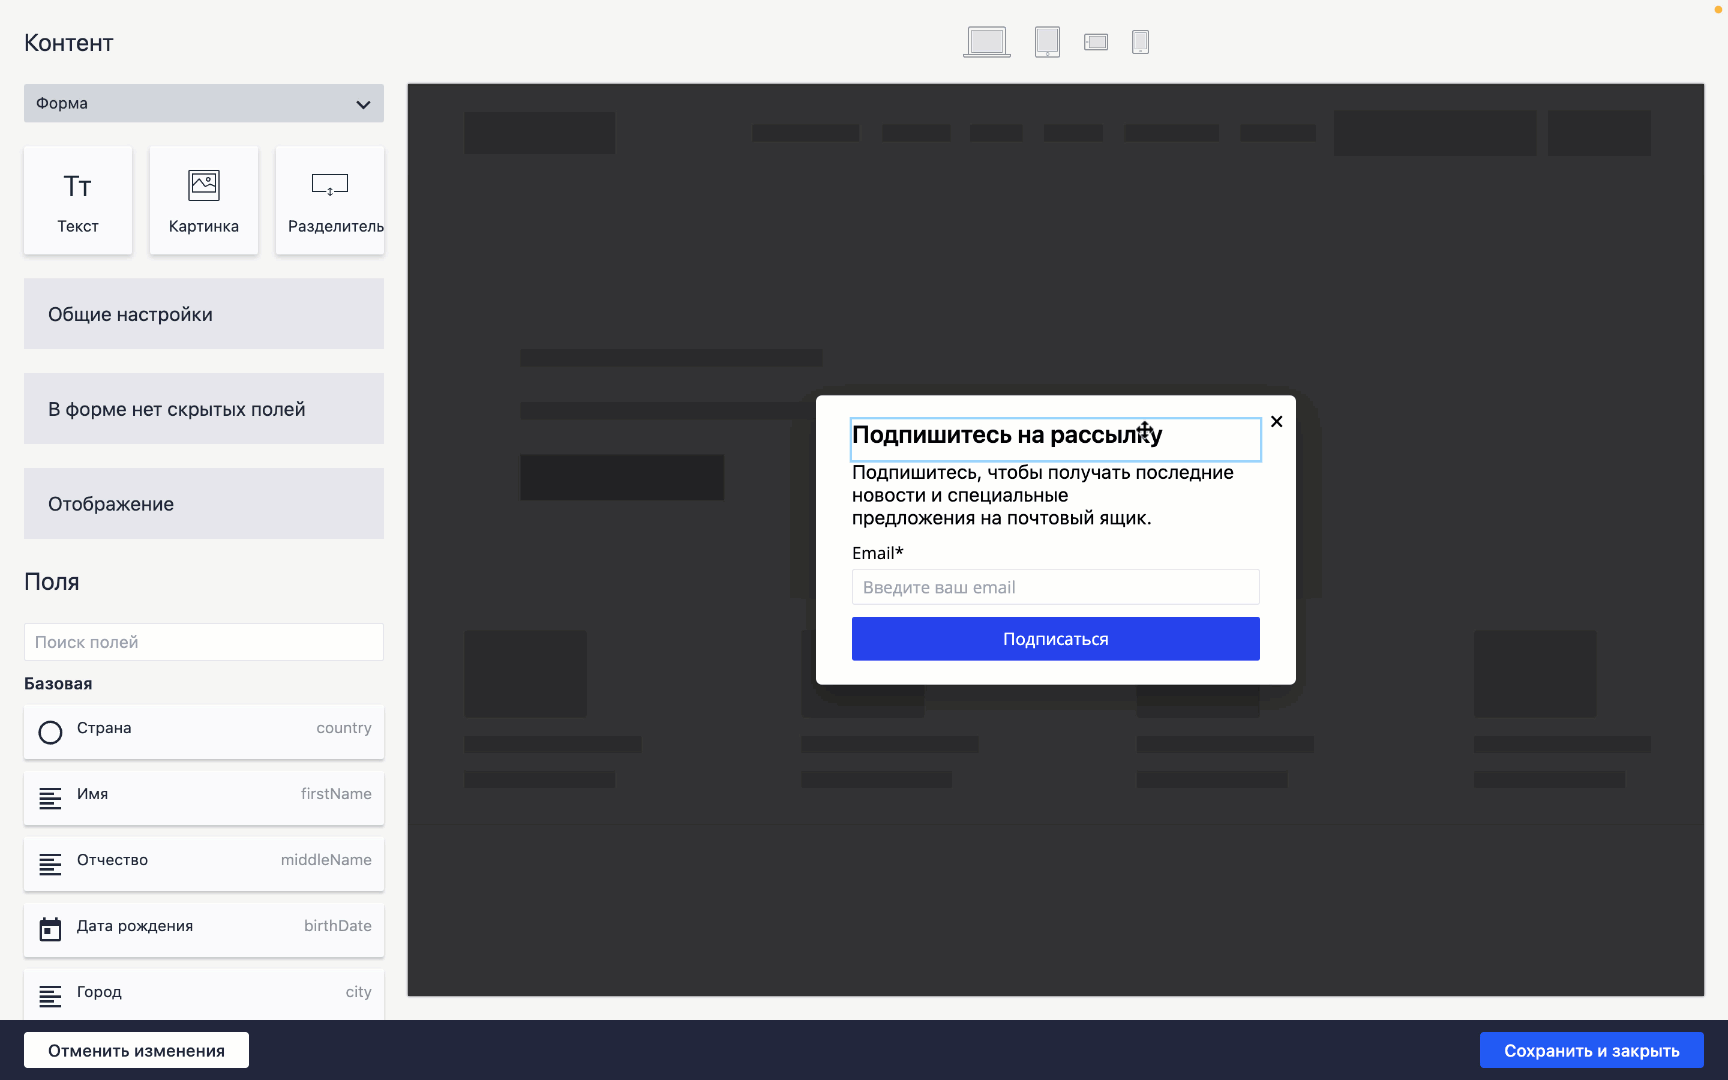 Контент
Форма
Тт
Текст
Картинка
Разделитель
Общие настройки
В форме нет скрытых полей
Отображение
Поля
Поиск полей
Базовая
Страна country
Имя firstName
Отчество middleName
Дата рождения birthDate
Город city
Подпишитесь на рассылку
Подпишитесь, чтобы получать последние
новости и специальные
предложения на почтовый ящик.
Email*
Введите ваш email
Подписаться
Отменить изменения
Сохранить и закрыть